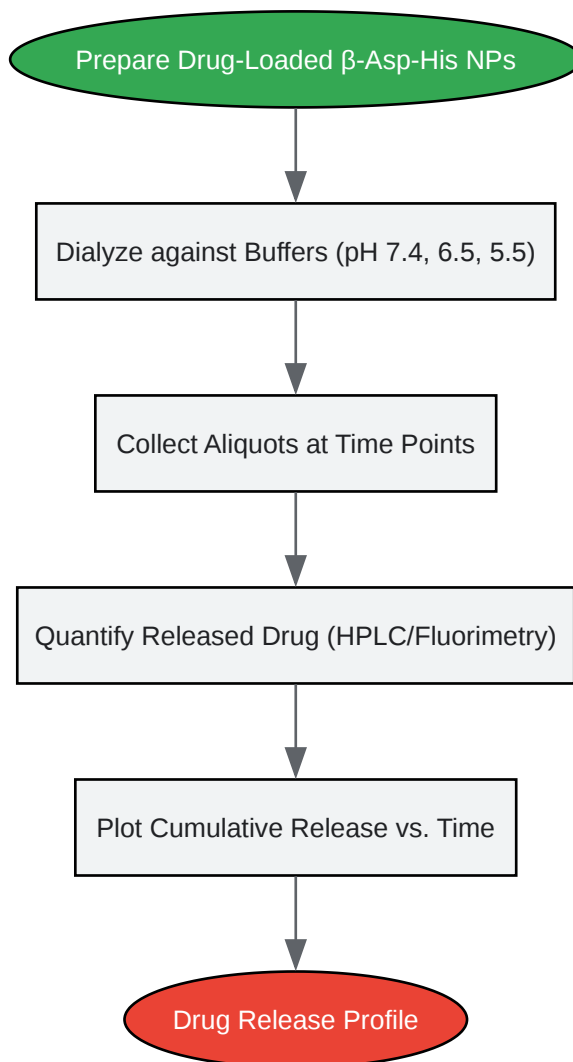 Prepare Drug-Loaded β-Asp-His NPs
Dialyze against Buffers (pH 7.4, 6.5, 5.5)
Collect Aliquots at Time Points
Quantify Released Drug (HPLC/Fluorimetry)
Plot Cumulative Release vs. Time
Drug Release Profile